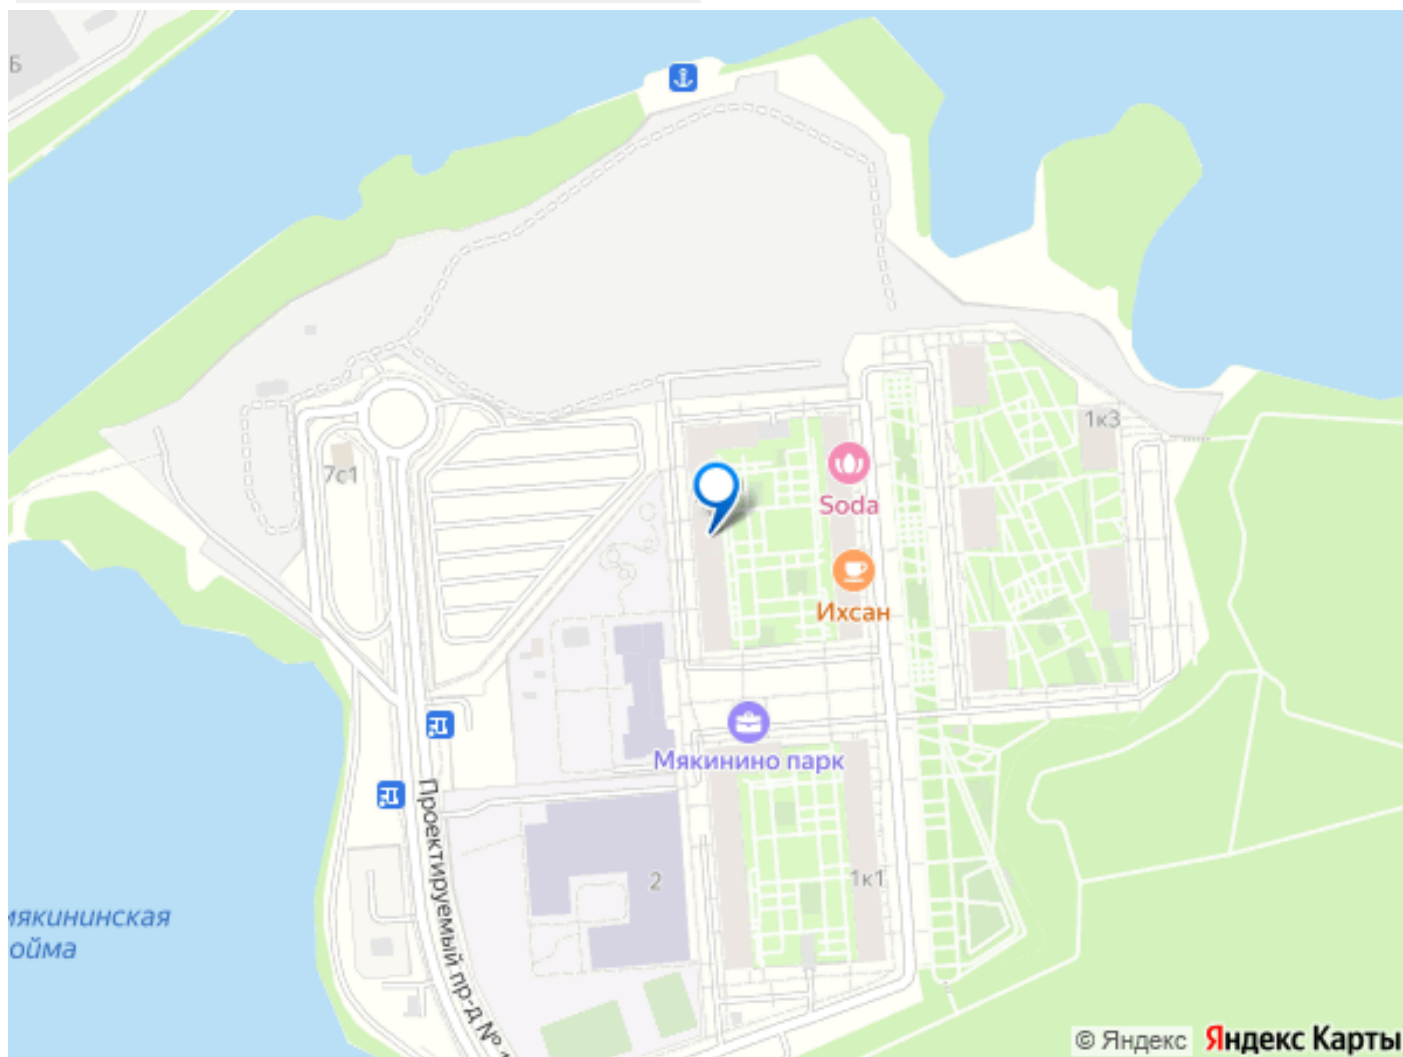 Б
1к3
7с1
Soda
Ихсан
Мякинино парк
Проектируемый пр-д №
2
1к1
мякининская
ойма
© Яндекс Яндекс Карты